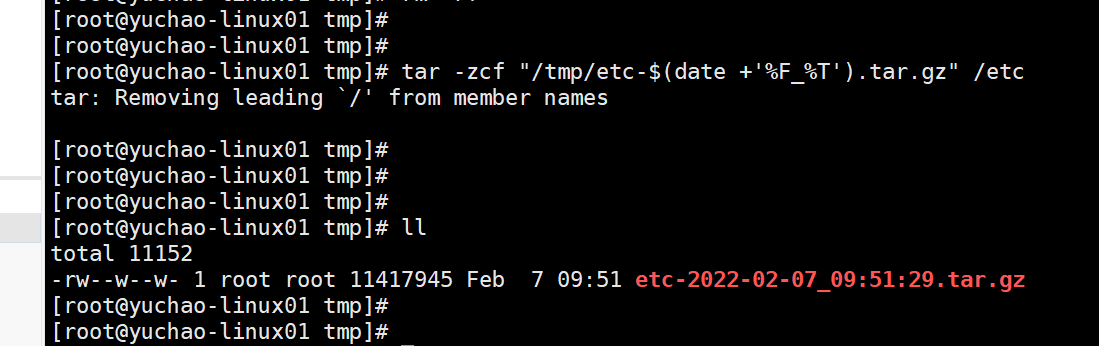 [root@yuchao-linux01 tmp]#
[root@yuchao-linux01 tmp]#
[root@yuchao-linux01 tmp]# tar -zcf "/tmp/etc-$(date +'%F_%T').tar.gz" /etc
tar: Removing leading `/' from member names
[root@yuchao-linux01 tmp]#
[root@yuchao-linux01 tmp]#
[root@yuchao-linux01 tmp]#
[root@yuchao-linux01 tmp]# ll
total 11152
-rw--w--w- 1 root root 11417945 Feb  7 09:51 etc-2022-02-07_09:51:29.tar.gz
[root@yuchao-linux01 tmp]#
[root@yuchao-linux01 tmp]#